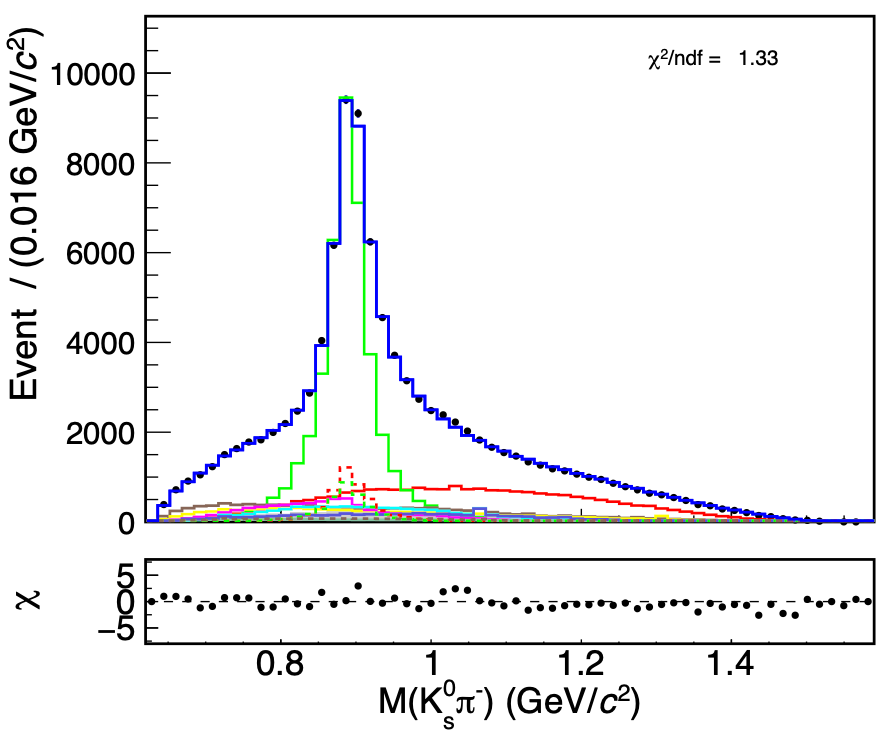 χ²/ndf = 1.33
Event / (0.016 GeV/c²)
10000
8000
6000
4000
2000
0
χ
5
0
−5
0.8 1 1.2 1.4
M(K⁰ₛπ⁻) (GeV/c²)